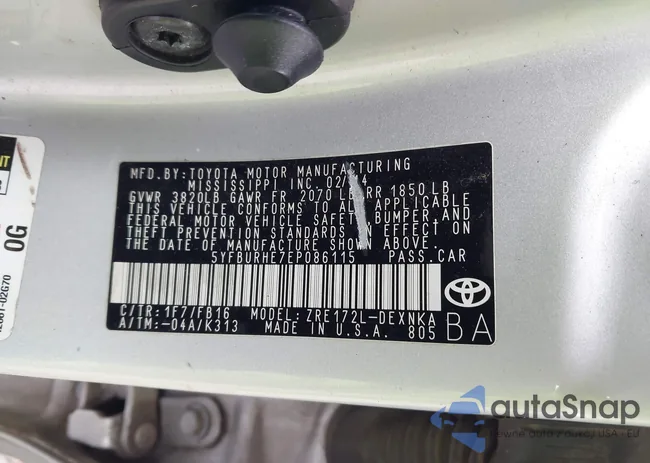 MFD.BY: TOYOTA MOTOR MANUFACTURING
MISSISSIPPI INC. 02/14
GVWR 3820LB GAWR FR 2070 LB RR 1850 LB
THIS VEHICLE CONFORMS TO ALL APPLICABLE
FEDERAL MOTOR VEHICLE SAFETY BUMPER, AND
THEFT PREVENTION STANDARDS IN EFFECT ON
THE DATE OF MANUFACTURE SHOWN ABOVE.
5YFBURHE7EP086115 PASS.CAR
C/TR: 1F7/FB16 MODEL: ZRE172L-DEXNKA
A/TM:-04A/K313 MADE IN U.S.A. 805 BA
0G
autaSnap